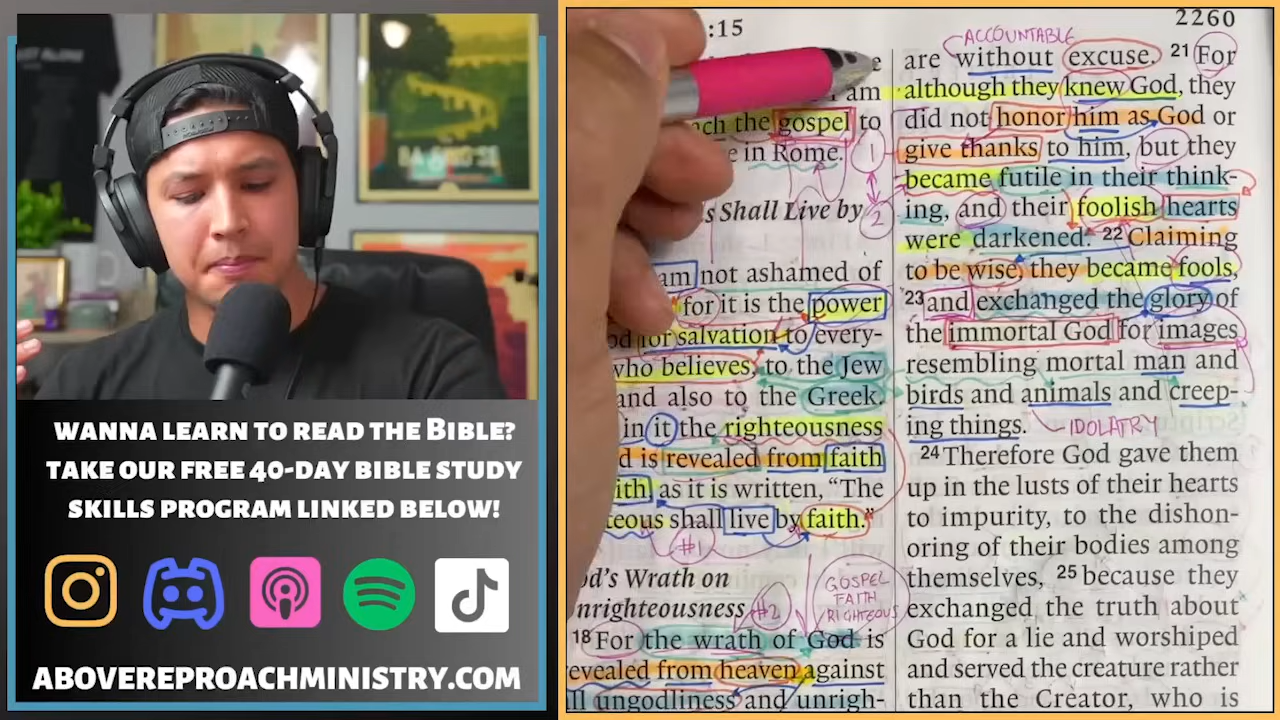 WANNA LEARN TO READ THE BIBLE?
TAKE OUR FREE 40-DAY BIBLE STUDY
SKILLS PROGRAM LINKED BELOW!
ABOVEREPROACHMINISTRY.COM
:15
am
the gospel to
in Rome.
Shall Live by
am not ashamed of
for it is the power
for salvation to every-
who believes, to the Jew
and also to the Greek.
in it the righteousness
is revealed from faith
as it is written, “The
shall live by faith.”
#1
Wrath on
#2
GOSPEL
FAITH
RIGHTEOUS
18 For the wrath of God is
revealed from heaven against
ungodliness and unrigh-
2260
ACCOUNTABLE
are without excuse. 21 For
although they knew God, they
did not honor him as God or
give thanks to him, but they
became futile in their think-
ing, and their foolish hearts
were darkened. 22 Claiming
to be wise, they became fools,
23 and exchanged the glory of
the immortal God for images
resembling mortal man and
birds and animals and creep-
ing things.
IDOLATRY
24 Therefore God gave them
up in the lusts of their hearts
to impurity, to the dishon-
oring of their bodies among
themselves, 25 because they
exchanged the truth about
God for a lie and worshiped
and served the creature rather
than the Creator, who is
1
2